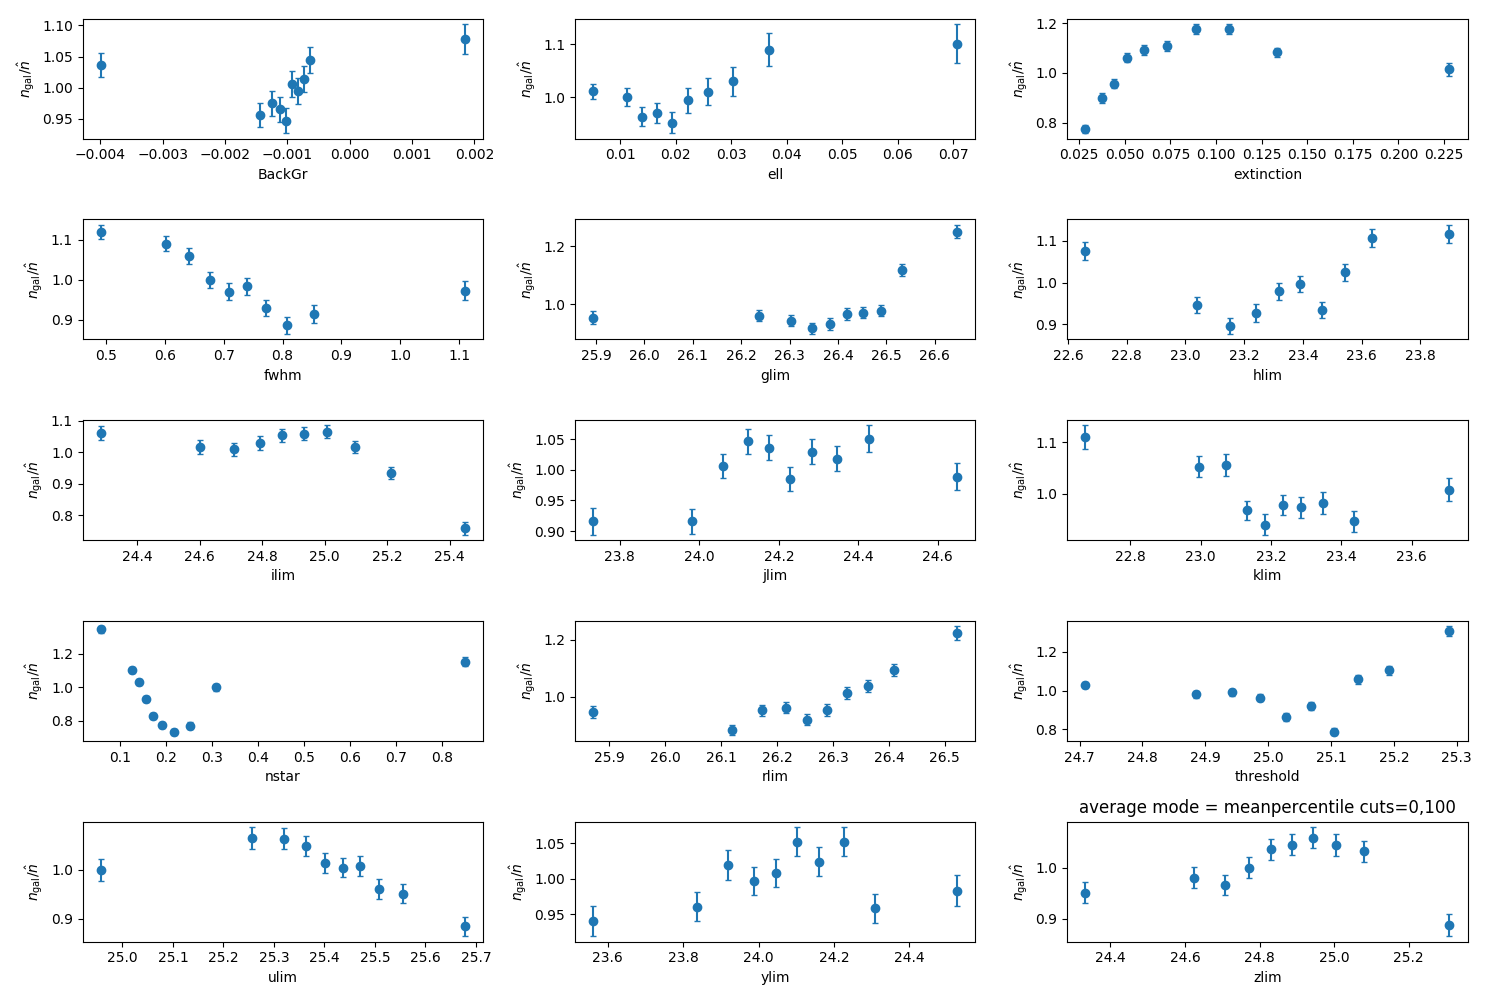 1.10
1.05
1.00
0.95
n_gal/n̂
−0.004 −0.003 −0.002 −0.001 0.000 0.001 0.002
BackGr
1.1
1.0
n_gal/n̂
0.01 0.02 0.03 0.04 0.05 0.06 0.07
ell
1.2
1.0
0.8
n_gal/n̂
0.025 0.050 0.075 0.100 0.125 0.150 0.175 0.200 0.225
extinction
1.1
1.0
0.9
n_gal/n̂
0.5 0.6 0.7 0.8 0.9 1.0 1.1
fwhm
1.2
1.0
n_gal/n̂
25.9 26.0 26.1 26.2 26.3 26.4 26.5 26.6
glim
1.1
1.0
0.9
n_gal/n̂
22.6 22.8 23.0 23.2 23.4 23.6 23.8
hlim
1.1
1.0
0.9
0.8
n_gal/n̂
24.4 24.6 24.8 25.0 25.2 25.4
ilim
1.05
1.00
0.95
0.90
n_gal/n̂
23.8 24.0 24.2 24.4 24.6
jlim
1.1
1.0
n_gal/n̂
22.8 23.0 23.2 23.4 23.6
klim
1.2
1.0
0.8
n_gal/n̂
0.1 0.2 0.3 0.4 0.5 0.6 0.7 0.8
nstar
1.2
1.0
n_gal/n̂
25.9 26.0 26.1 26.2 26.3 26.4 26.5
rlim
1.2
1.0
0.8
n_gal/n̂
24.7 24.8 24.9 25.0 25.1 25.2 25.3
threshold
1.0
0.9
n_gal/n̂
25.0 25.1 25.2 25.3 25.4 25.5 25.6 25.7
ulim
1.05
1.00
0.95
n_gal/n̂
23.6 23.8 24.0 24.2 24.4
ylim
average mode = meanpercentile cuts=0,100
1.0
0.9
n_gal/n̂
24.4 24.6 24.8 25.0 25.2
zlim